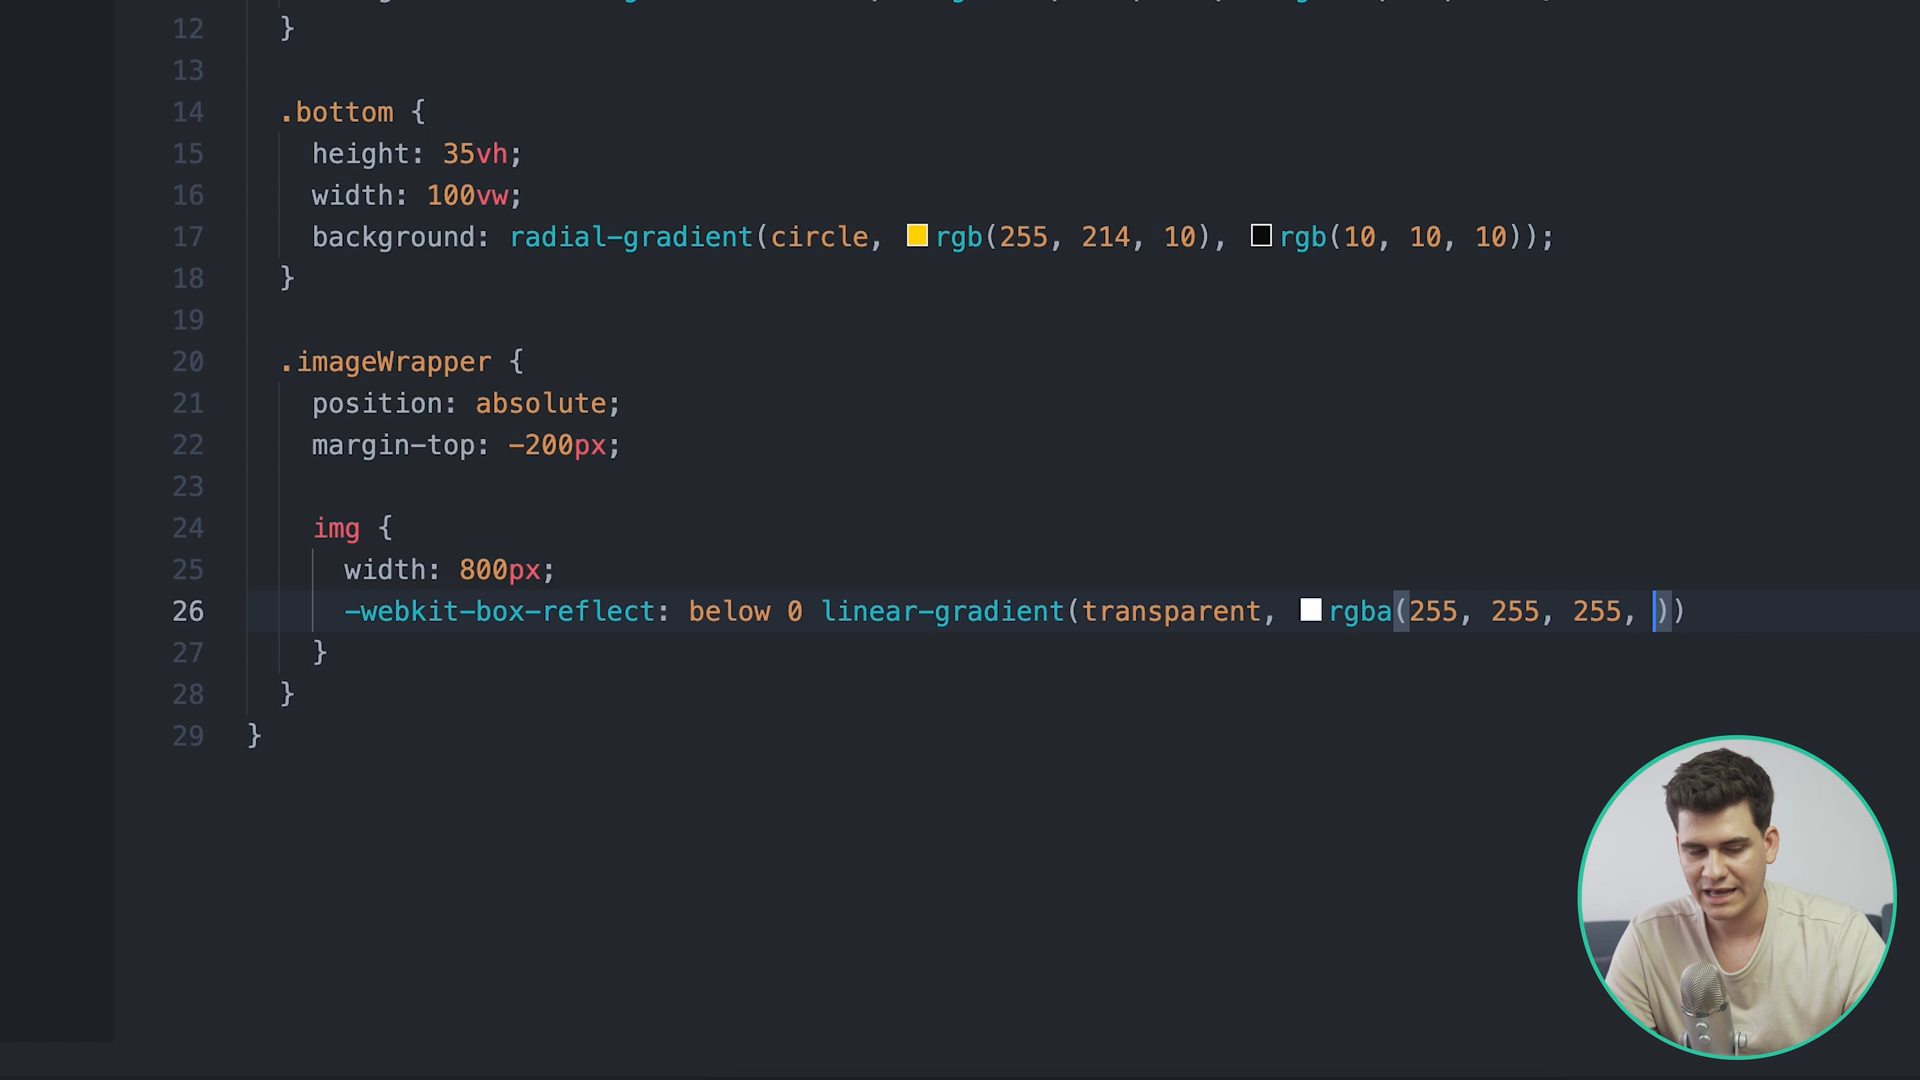 12 }
13
14 .bottom {
15 height: 35vh;
16 width: 100vw;
17 background: radial-gradient(circle, rgb(255, 214, 10), rgb(10, 10, 10));
18 }
19
20 .imageWrapper {
21 position: absolute;
22 margin-top: -200px;
23
24 img {
25 width: 800px;
26 -webkit-box-reflect: below 0 linear-gradient(transparent, rgba(255, 255, 255, ))
27 }
28 }
29 }